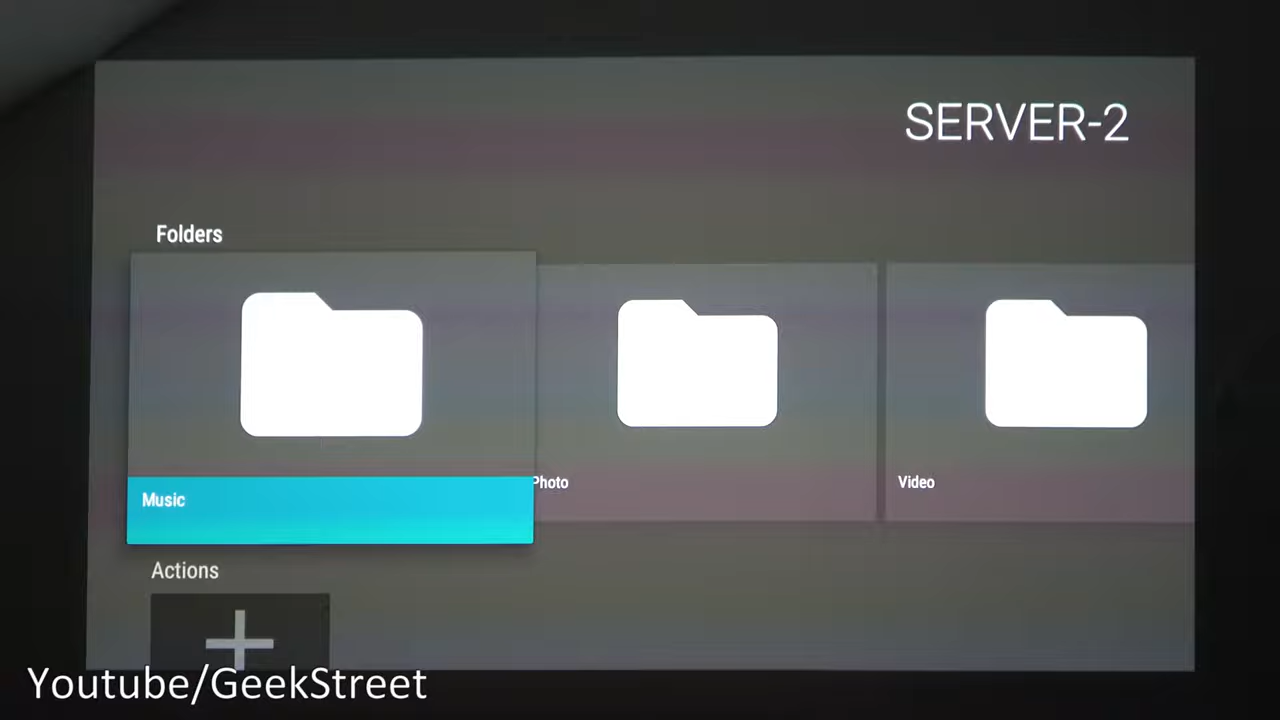 SERVER-2
Folders
Music
Photo
Video
Actions
Youtube/GeekStreet